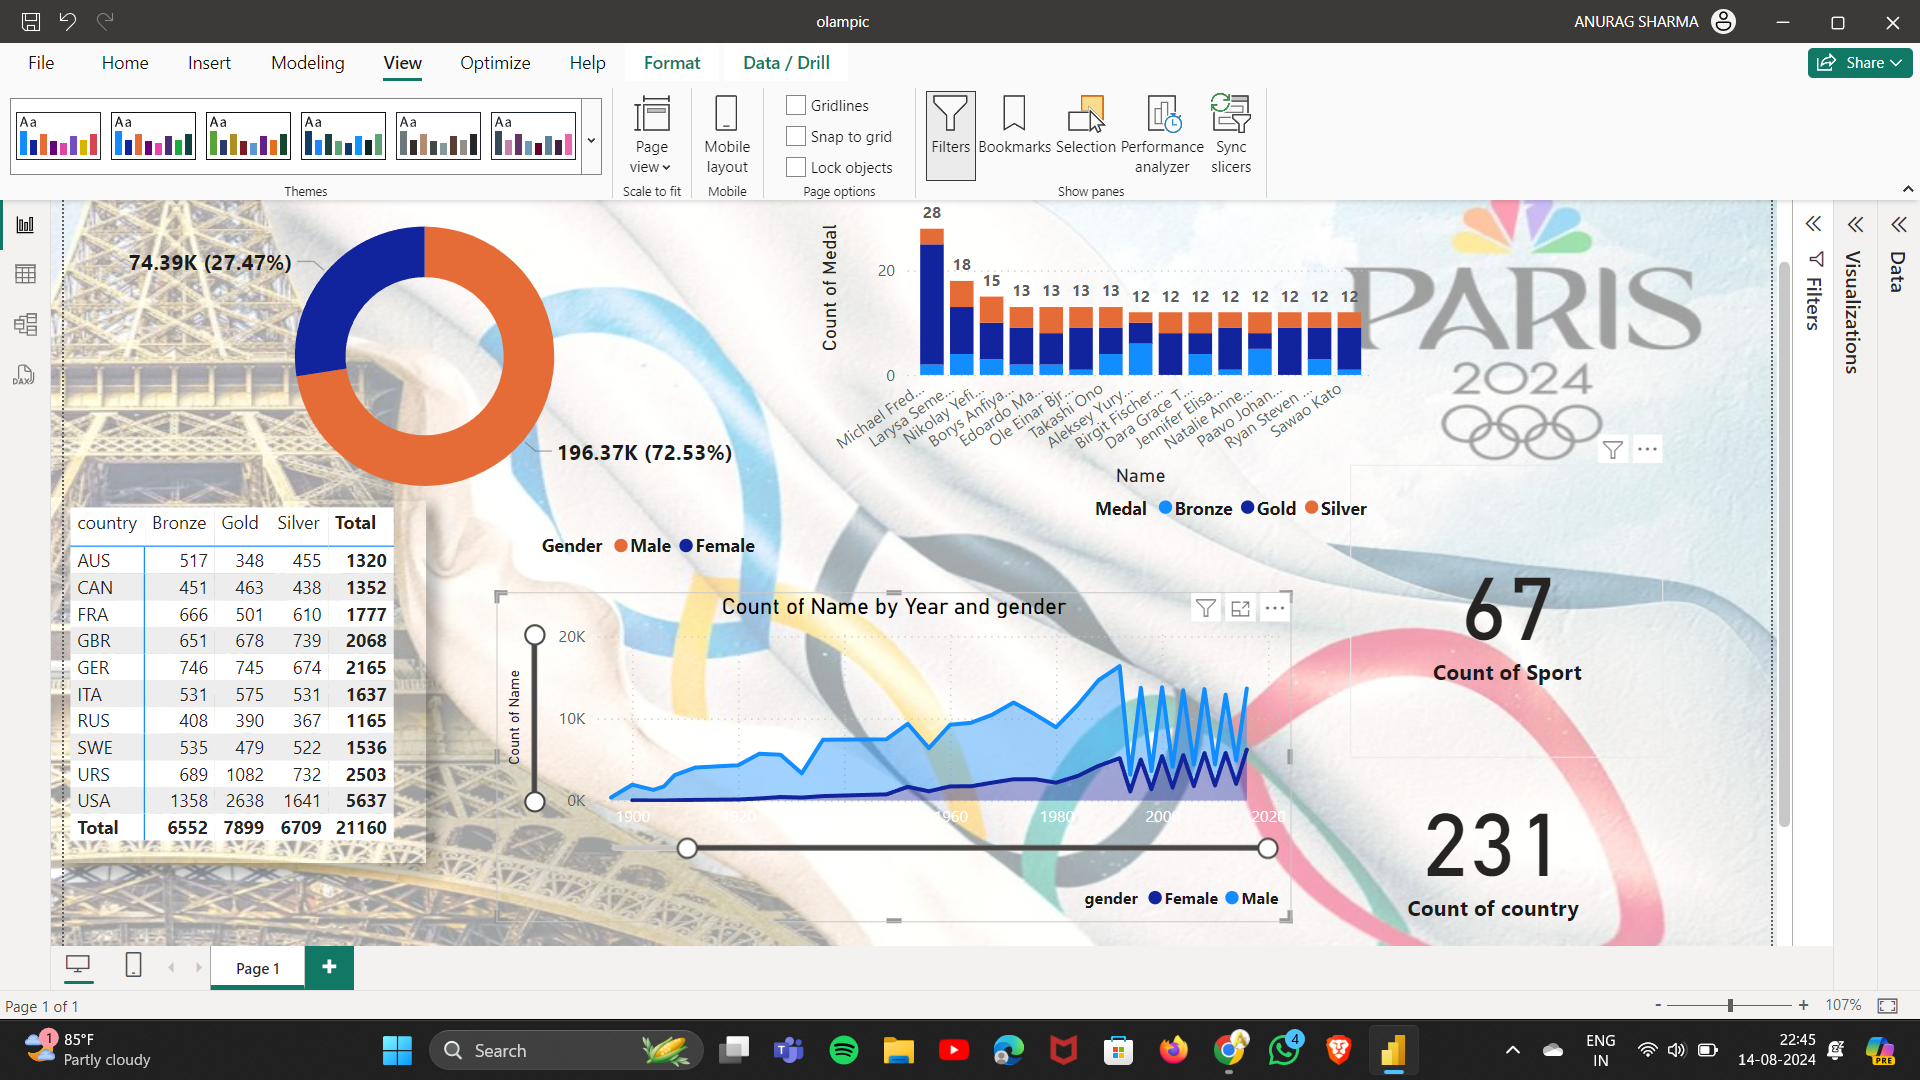 olampic
ANURAG SHARMA
File Home Insert Modeling View Optimize Help Format Data / Drill
Share
Aa Aa Aa Aa Aa Aa
Page view
Mobile layout
Gridlines
Snap to grid
Lock objects
Filters
Bookmarks
Selection
Performance analyzer
Sync slicers
Themes
Scale to fit
Mobile
Page options
Show panes
74.39K (27.47%)
196.37K (72.53%)
Gender Male Female
Count of Medal
20
0
28 18 15 13 13 13 13 12 12 12 12 12 12 12 12
Michael Fred...
Larysa Seme...
Nikolay Yefi...
Borys Anfiya...
Edoardo Ma...
Ole Einar Bjr...
Takashi Ono
Aleksey Yury...
Birgit Fischer...
Dara Grace T...
Jennifer Elisa...
Natalie Anne...
Paavo Johan...
Ryan Steven ...
Sawao Kato
Name
Medal Bronze Gold Silver
PARIS
2024
country Bronze Gold Silver Total
AUS 517 348 455 1320
CAN 451 463 438 1352
FRA 666 501 610 1777
GBR 651 678 739 2068
GER 746 745 674 2165
ITA 531 575 531 1637
RUS 408 390 367 1165
SWE 535 479 522 1536
URS 689 1082 732 2503
USA 1358 2638 1641 5637
Total 6552 7899 6709 21160
Count of Name by Year and gender
Count of Name
20K
10K
0K
1900 1920 1960 1980 2000 2020
gender Female Male
67
Count of Sport
231
Count of country
Filters
Visualizations
Data
DAX
Page 1
Page 1 of 1
- + 107%
1
85°F
Partly cloudy
Search
4
ENG
IN
22:45
14-08-2024
PRE